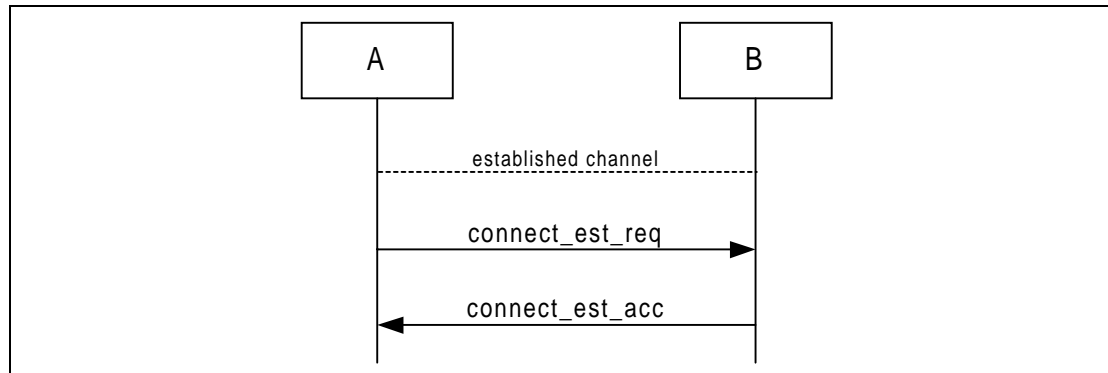 A
B
established channel
connect_est_req
connect_est_acc